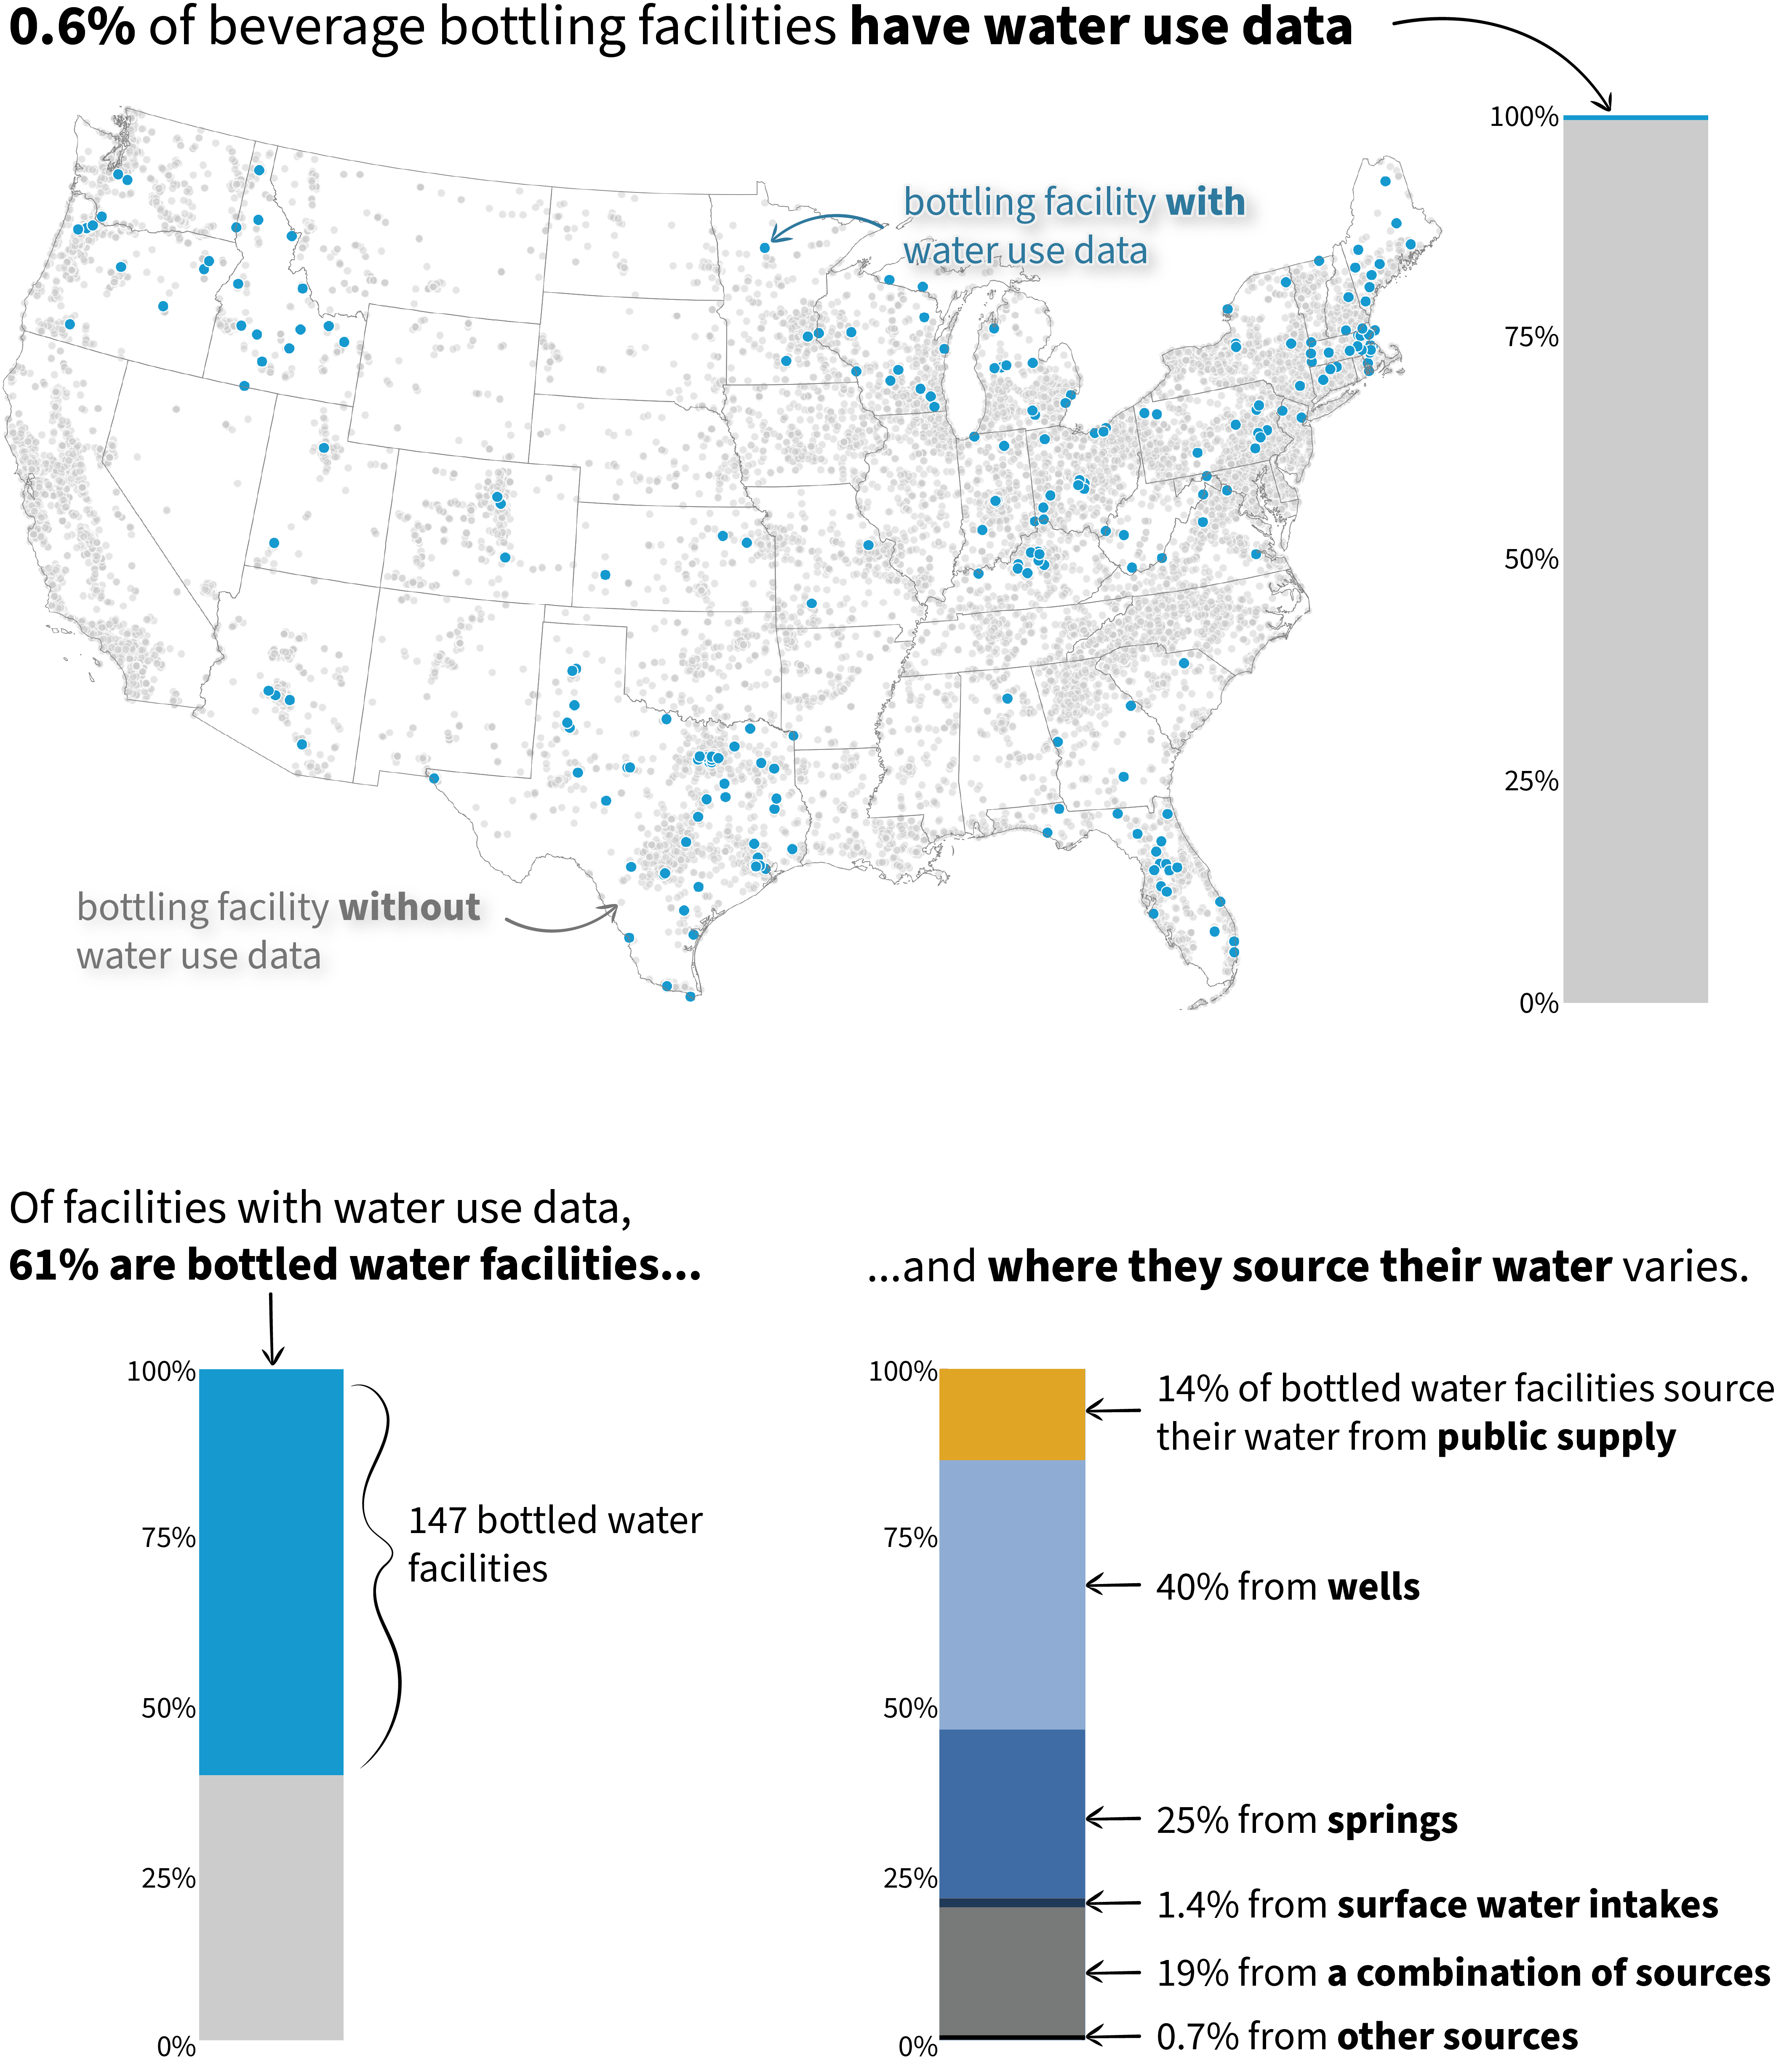 0.6% of beverage bottling facilities have water use data
bottling facility with
water use data
bottling facility without
water use data
100%
75%
50%
25%
0%
Of facilities with water use data,
61% are bottled water facilities...
100%
75%
50%
25%
0%
147 bottled water
facilities
...and where they source their water varies.
100%
75%
50%
25%
0%
14% of bottled water facilities source
their water from public supply
40% from wells
25% from springs
1.4% from surface water intakes
19% from a combination of sources
0.7% from other sources